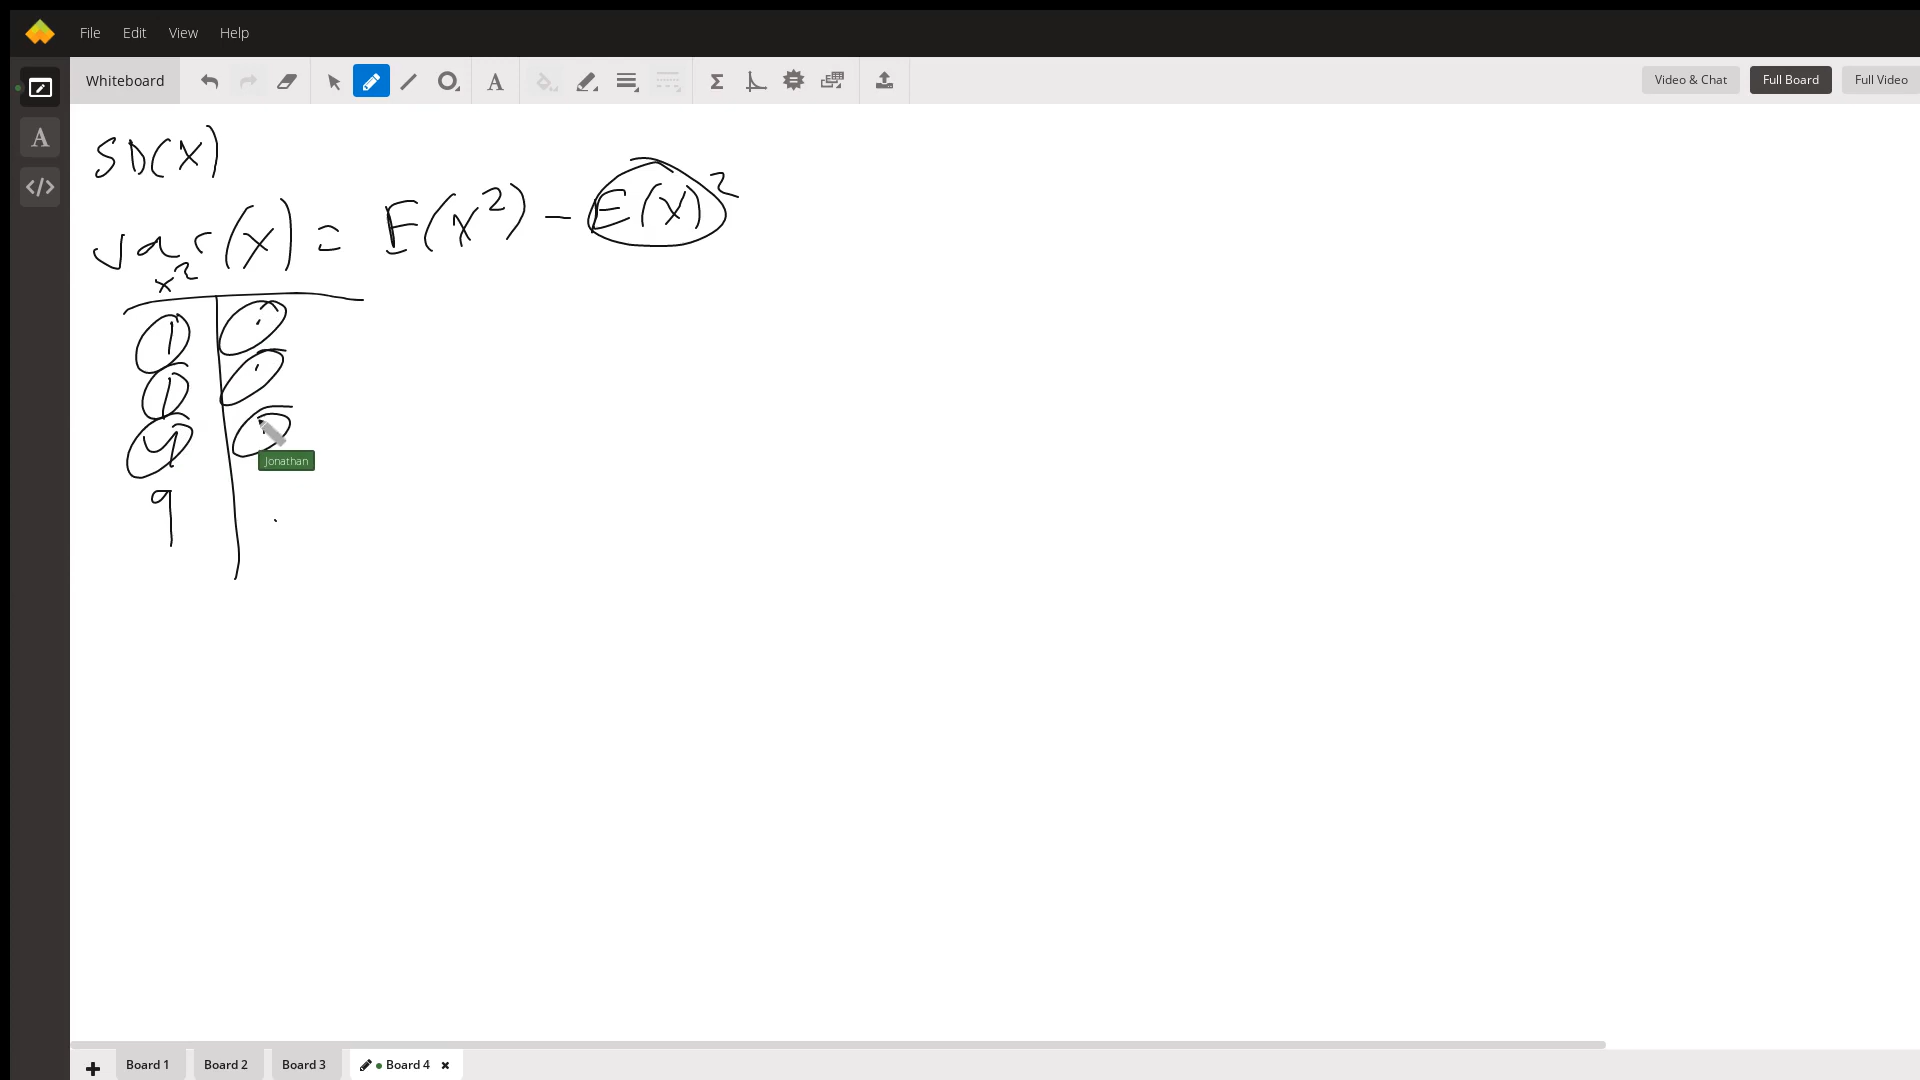 File Edit View Help
Whiteboard
A
Σ
Video & Chat Full Board Full Video
A
</>
SD(X)
Var(X) = E(X²) - E(X)²
x²
1
1
4
9
Jonathan
+ Board 1 Board 2 Board 3 Board 4 ×